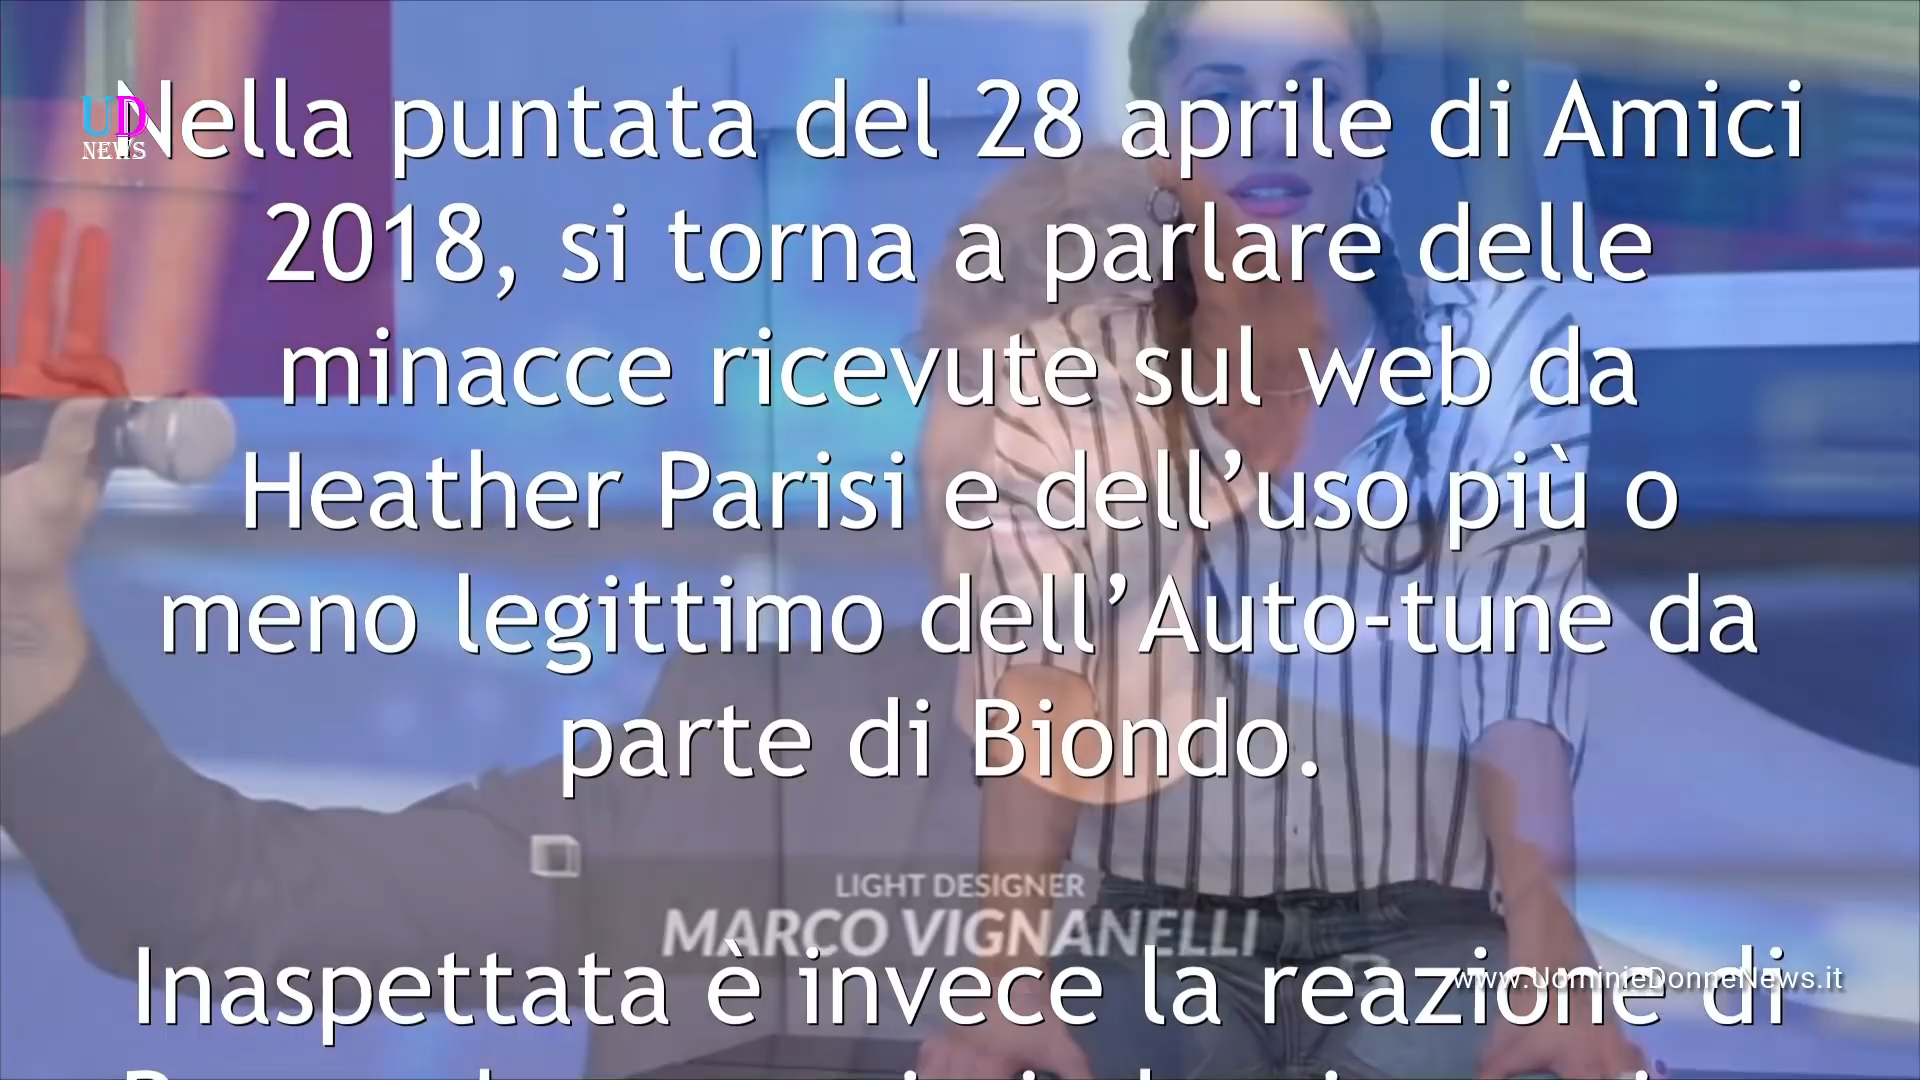 Nella puntata del 28 aprile di Amici
UD
NEWS
2018, si torna a parlare delle
minacce ricevute sul web da
Heather Parisi e dell’uso più o
meno legittimo dell’Auto-tune da
parte di Biondo.
LIGHT DESIGNER
MARCO VIGNANELLI
Inaspettata è invece la reazione di
www.UominieDonneNews.it